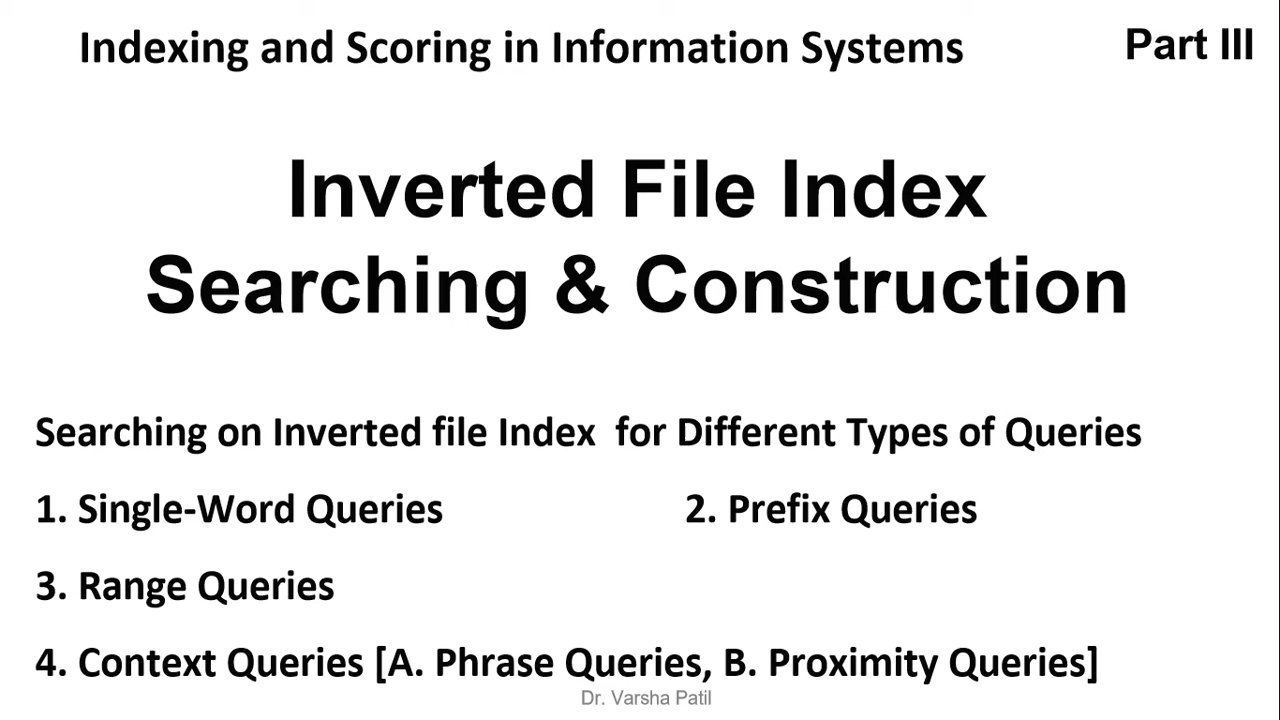 Indexing and Scoring in Information Systems Part III
Inverted File Index
Searching & Construction
Searching on Inverted file Index for Different Types of Queries
1. Single-Word Queries 2. Prefix Queries
3. Range Queries
4. Context Queries [A. Phrase Queries, B. Proximity Queries]
Dr. Varsha Patil